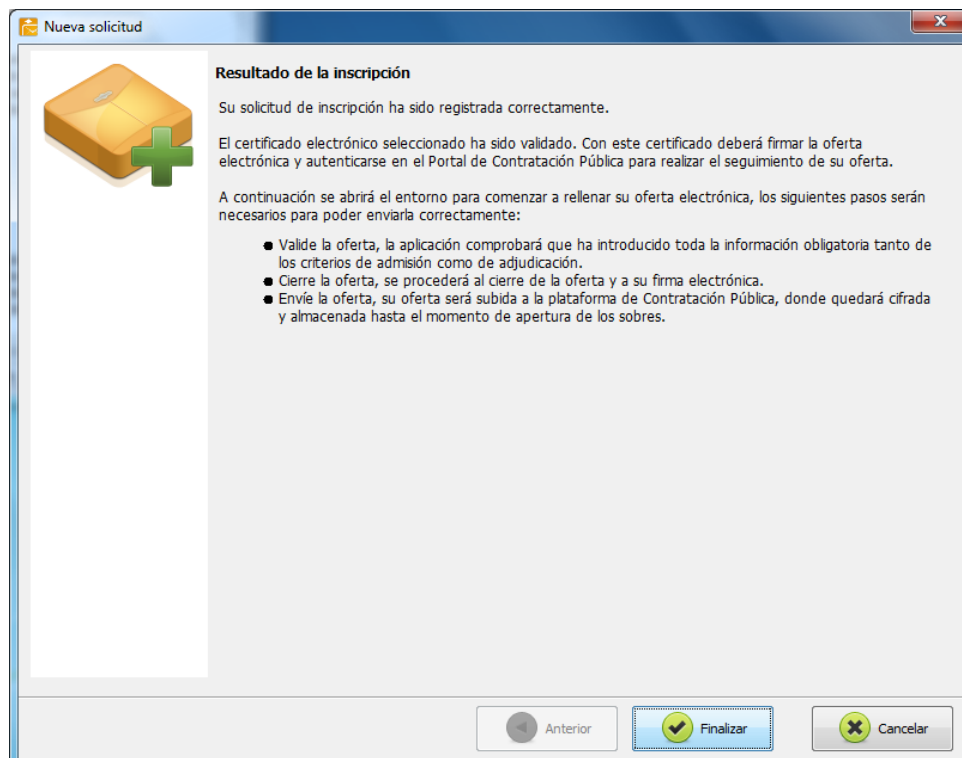 Nueva solicitud
Resultado de la inscripción
Su solicitud de inscripción ha sido registrada correctamente.
El certificado electrónico seleccionado ha sido validado. Con este certificado deberá firmar la oferta
electrónica y autenticarse en el Portal de Contratación Pública para realizar el seguimiento de su oferta.
A continuación se abrirá el entorno para comenzar a rellenar su oferta electrónica, los siguientes pasos serán
necesarios para poder enviarla correctamente:
● Valide la oferta, la aplicación comprobará que ha introducido toda la información obligatoria tanto de
los criterios de admisión como de adjudicación.
● Cierre la oferta, se procederá al cierre de la oferta y a su firma electrónica.
● Envíe la oferta, su oferta será subida a la plataforma de Contratación Pública, donde quedará cifrada
y almacenada hasta el momento de apertura de los sobres.
Anterior Finalizar Cancelar